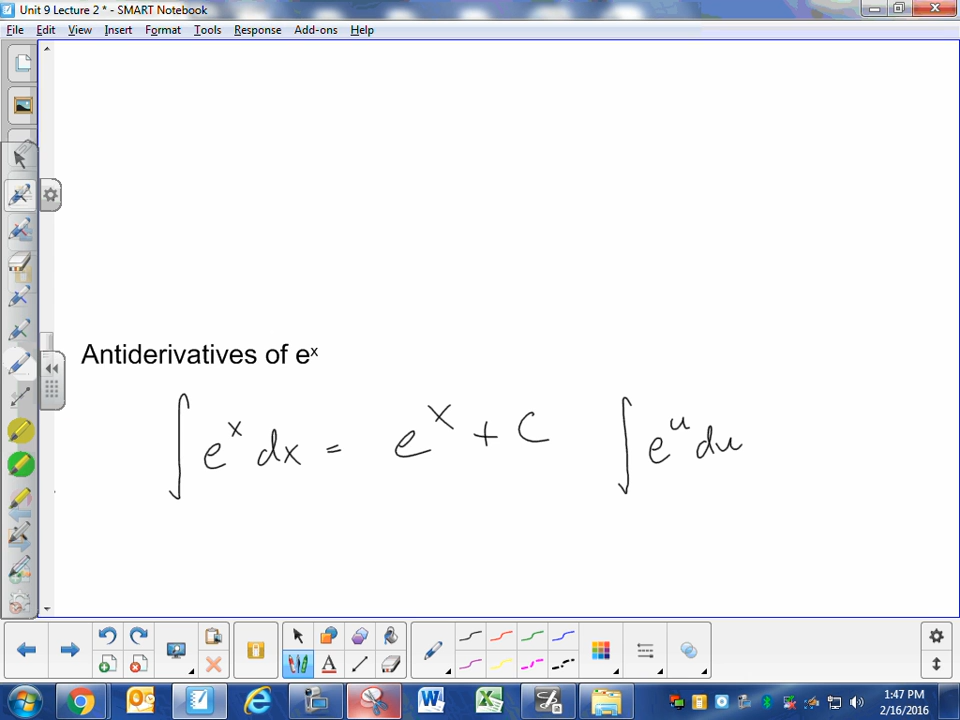 Unit 9 Lecture 2 * - SMART Notebook
File Edit View Insert Format Tools Response Add-ons Help
Antiderivatives of eˣ
∫ eˣ dx = eˣ + C ∫ eᵘ du
1:47 PM
2/16/2016